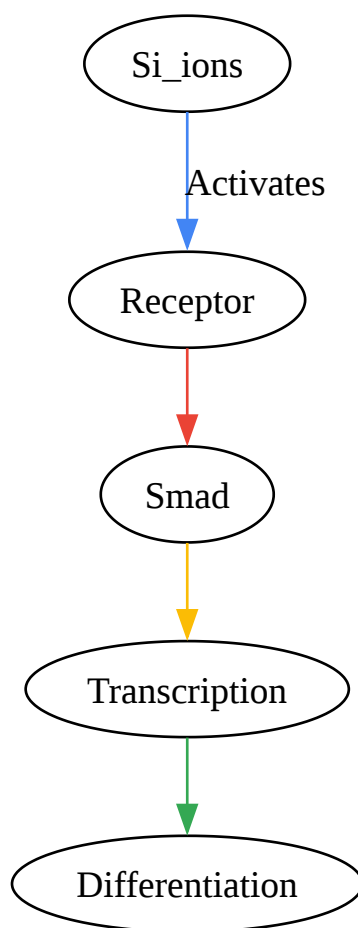 Si_ions
Activates
Receptor
Smad
Transcription
Differentiation